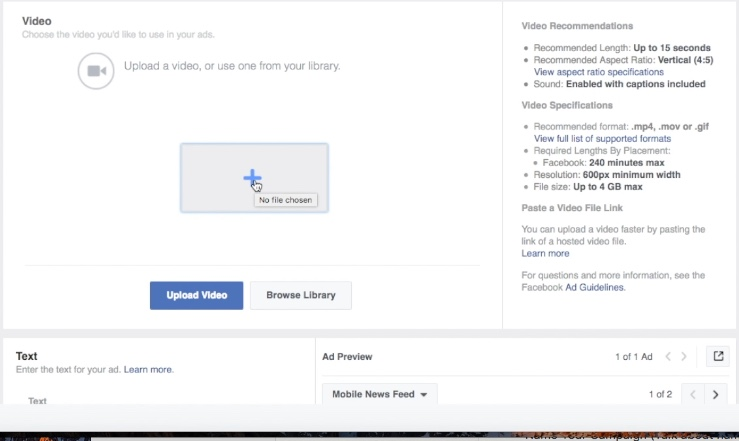 Video
Choose the video you'd like to use in your ads.
Upload a video, or use one from your library.
No file chosen
Upload Video
Browse Library
Video Recommendations
Recommended Length: Up to 15 seconds
Recommended Aspect Ratio: Vertical (4:5)
View aspect ratio specifications
Sound: Enabled with captions included
Video Specifications
Recommended format: .mp4, .mov or .gif
View full list of supported formats
Required Lengths By Placement:
Facebook: 240 minutes max
Resolution: 600px minimum width
File size: Up to 4 GB max
Paste a Video File Link
You can upload a video faster by pasting the
link of a hosted video file.
Learn more
For questions and more information, see the
Facebook Ad Guidelines.
Text
Enter the text for your ad. Learn more.
Text
Ad Preview
1 of 1 Ad
Mobile News Feed
1 of 2